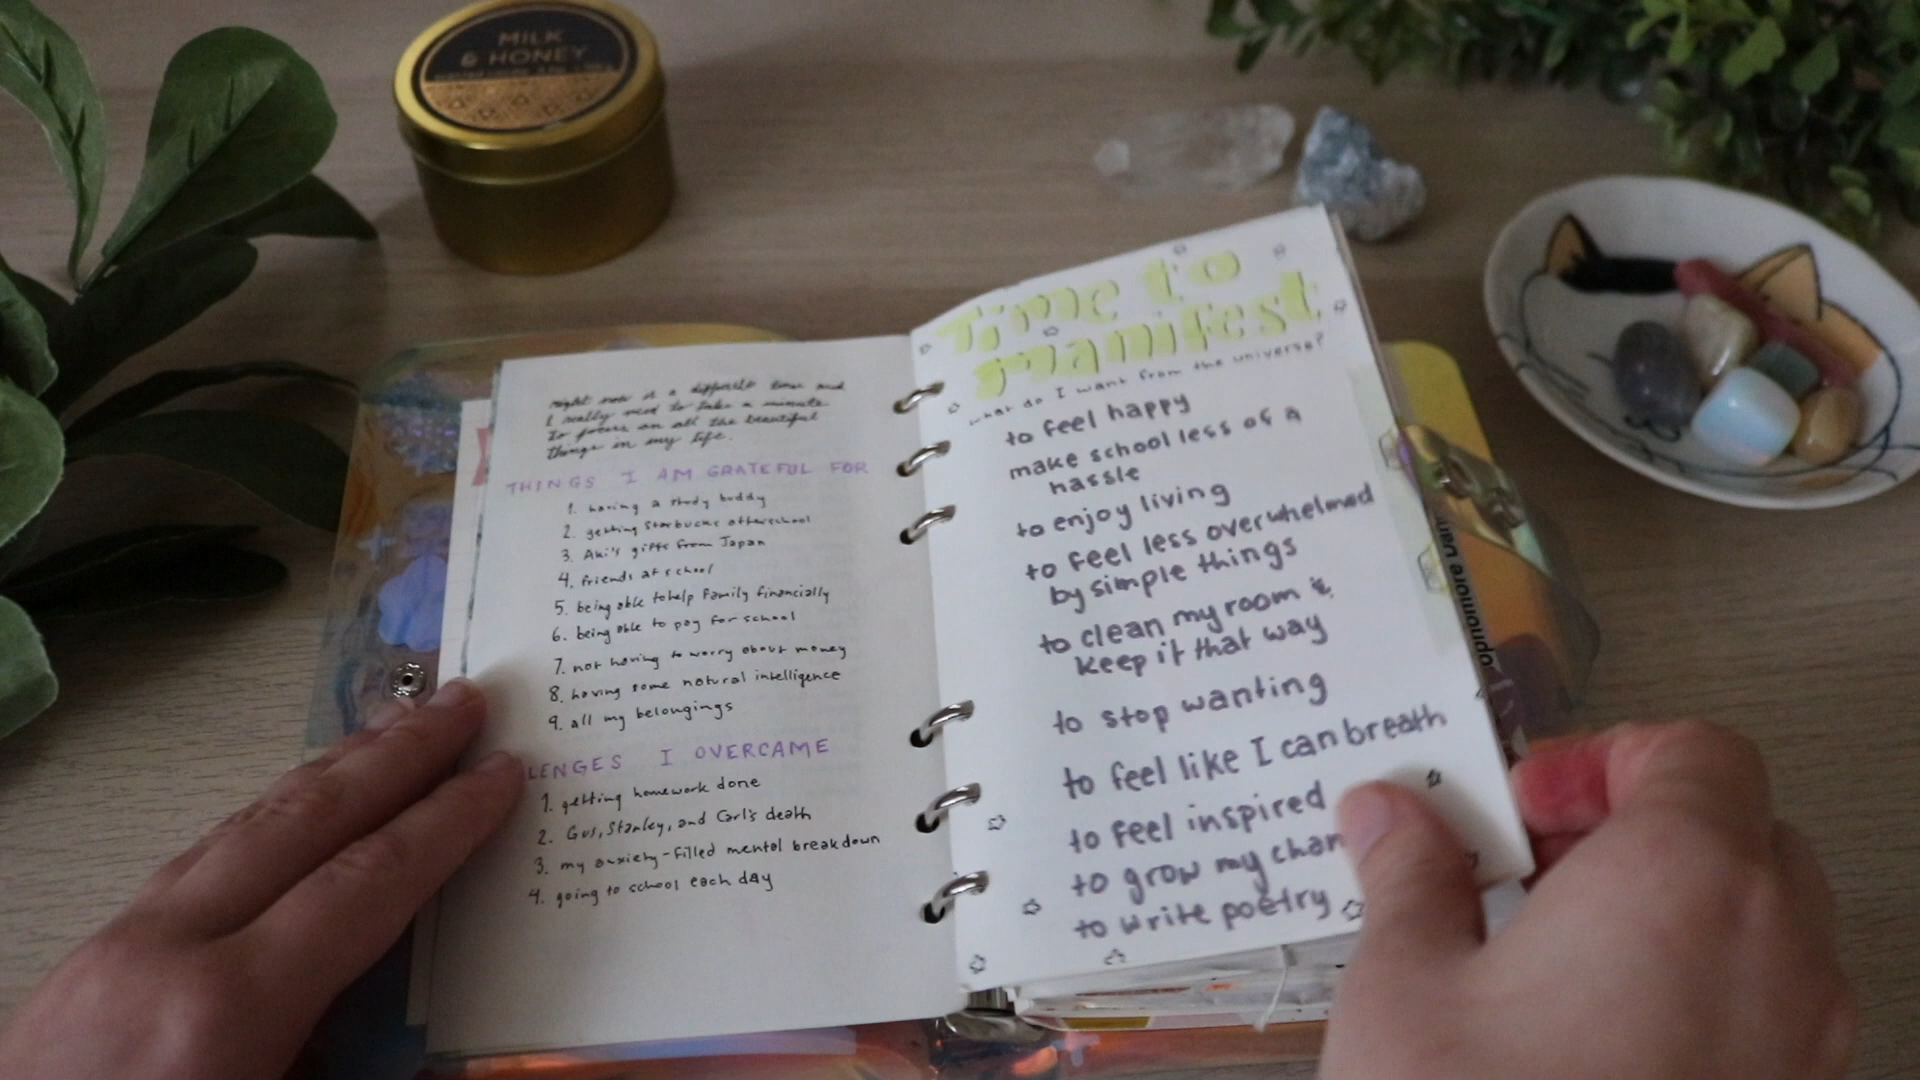 MILK
& HONEY
right now is a difficult time and
I really need to take a minute
to focus on all the beautiful
things in my life.
THINGS I AM GRATEFUL FOR
1. having a study buddy
2. getting Starbucks afterschool
3. Aki's gifts from Japan
4. friends at school
5. being able to help family financially
6. being able to pay for school
7. not having to worry about money
8. having some natural intelligence
9. all my belongings
LENGES I OVERCAME
1. getting homework done
2. Gus, Stanley, and Carl's death
3. my anxiety-filled mental breakdown
4. going to school each day
Time to
manifest
what do I want from the universe?
to feel happy
make school less of a
hassle
to enjoy living
to feel less overwhelmed
by simple things
to clean my room &
keep it that way
to stop wanting
to feel like I can breath
to feel inspired
to grow my chan
to write poetry